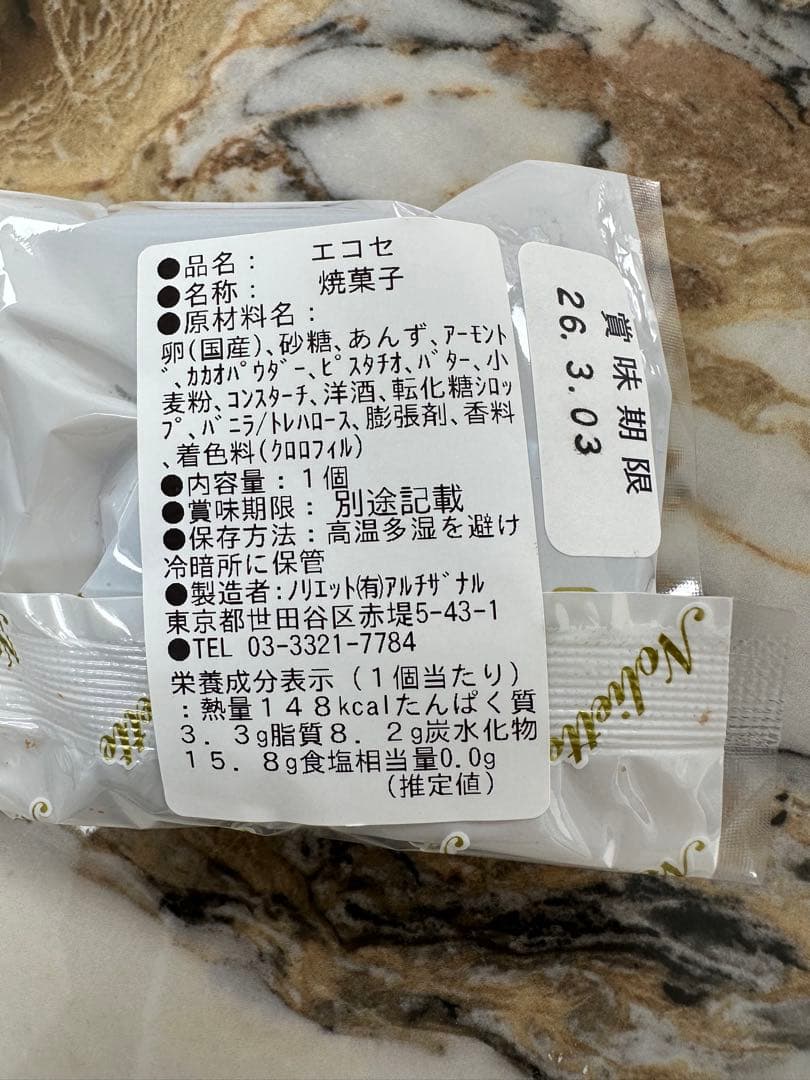 ●品名： エコセ
●名称： 焼菓子
●原材料名：
卵(国産)､砂糖､あんず､ｱｰﾓﾝﾄ
ﾞ､ｶｶｵﾊﾟｳﾀﾞｰ､ﾋﾟｽﾀﾁｵ､ﾊﾞﾀｰ､小
麦粉､ｺﾝｽﾀｰﾁ､洋酒､転化糖ｼﾛｯ
ﾌﾟ､ﾊﾞﾆﾗ/ﾄﾚﾊﾛｰｽ､膨張剤､香料
､着色料(ｸﾛﾛﾌｨﾙ)
●内容量：１個
●賞味期限： 別途記載
●保存方法：高温多湿を避け
冷暗所に保管
●製造者:ﾉﾘｴｯﾄ㈲ｱﾙﾁｻﾞﾅﾙ
東京都世田谷区赤堤5-43-1
●TEL 03-3321-7784
栄養成分表示（１個当たり）
：熱量１４８kcalたんぱく質
３．３g脂質８．２g炭水化物
１５．８g食塩相当量0.0g
（推定値）
賞味期限
26.3.03
Noliette